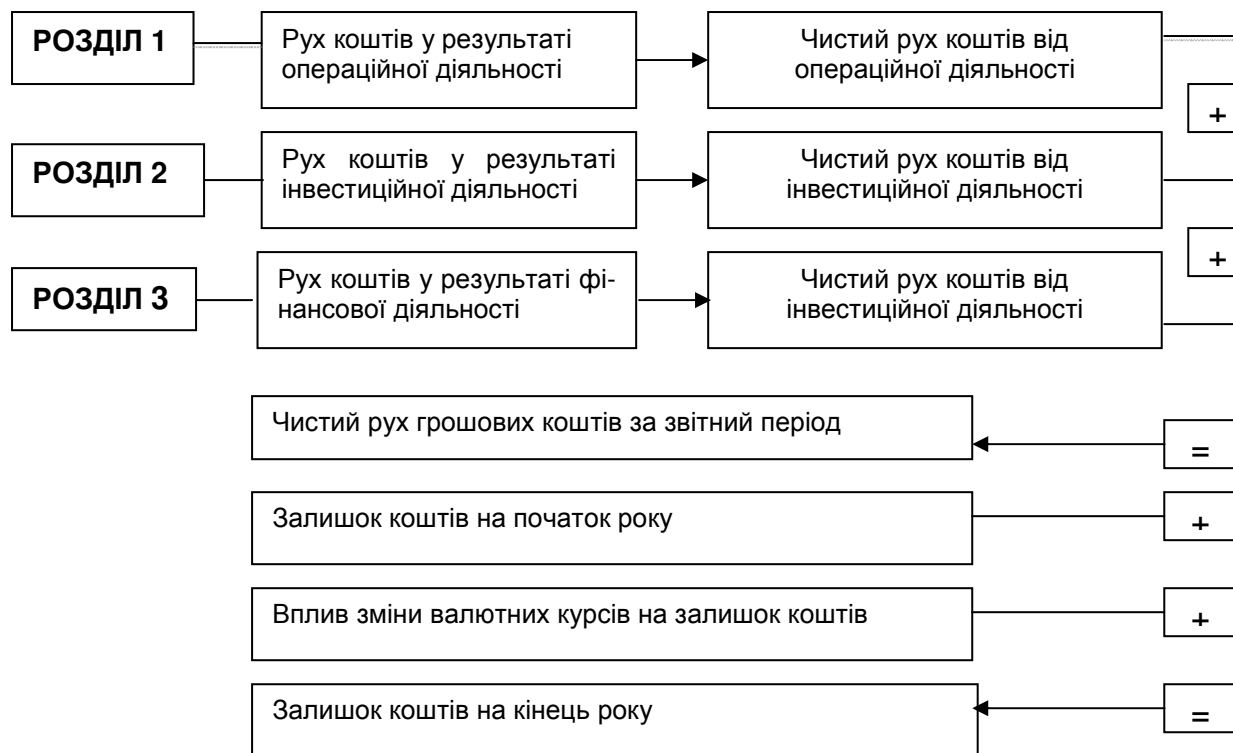 РОЗДІЛ 1
Рух коштів у результаті
операційної діяльності
Чистий рух коштів від
операційної діяльності
+
РОЗДІЛ 2
Рух коштів у результаті
інвестиційної діяльності
Чистий рух коштів від
інвестиційної діяльності
+
РОЗДІЛ 3
Рух коштів у результаті фі-
нансової діяльності
Чистий рух коштів від
інвестиційної діяльності
Чистий рух грошових коштів за звітний період
=
Залишок коштів на початок року
+
Вплив зміни валютних курсів на залишок коштів
+
Залишок коштів на кінець року
=